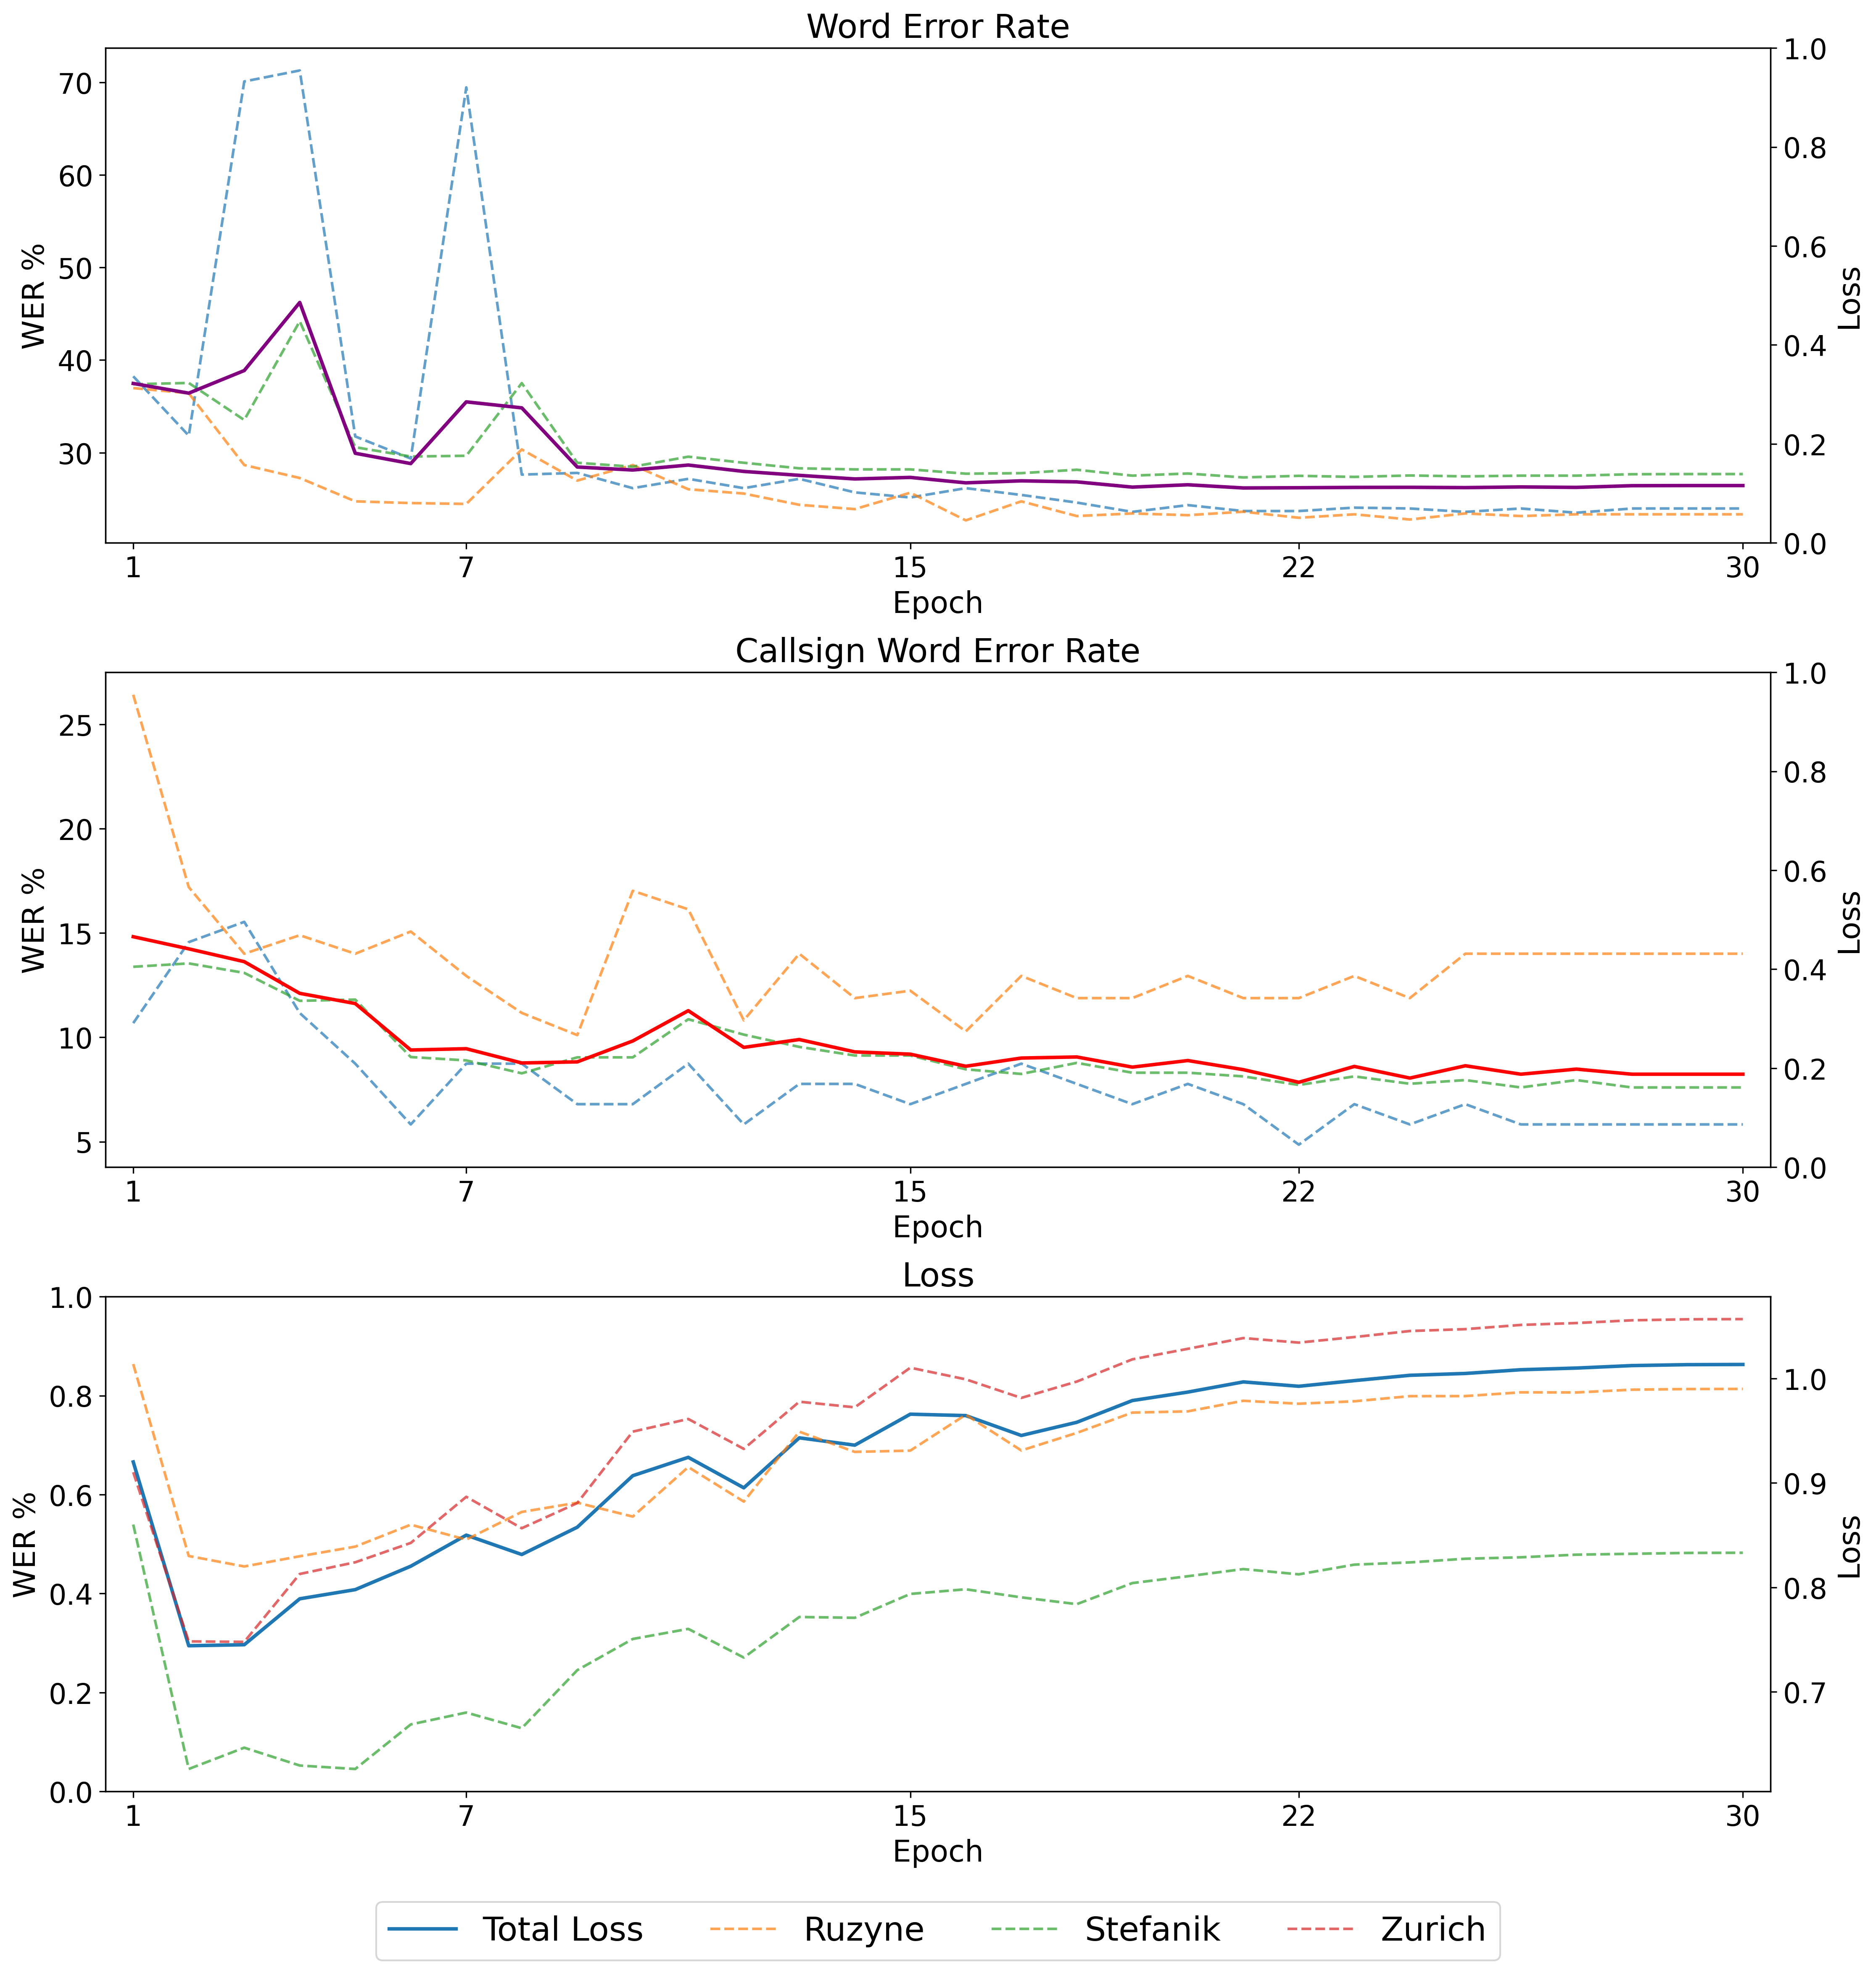 Word Error Rate
WER %
70
60
50
40
30
1.0
0.8
0.6
0.4
0.2
0.0
Loss
1 7 15 22 30
Epoch
Callsign Word Error Rate
WER %
25
20
15
10
5
1.0
0.8
0.6
0.4
0.2
0.0
Loss
1 7 15 22 30
Epoch
Loss
WER %
1.0
0.8
0.6
0.4
0.2
0.0
1.0
0.9
0.8
0.7
Loss
1 7 15 22 30
Epoch
Total Loss Ruzyne Stefanik Zurich